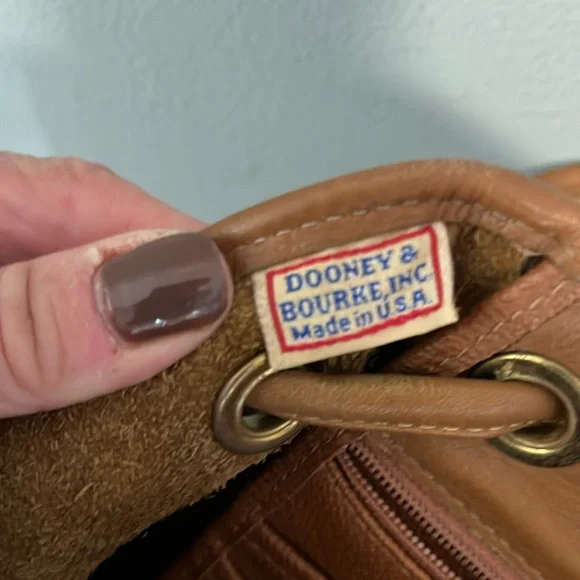 DOONEY &
BOURKE, INC.
Made in U.S.A.